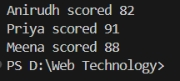 Anirudh scored 82
Priya scored 91
Meena scored 88
PS D:\Web Technology>